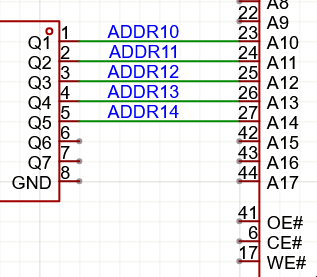 A8
22 A9
Q1 1 ADDR10 23 A10
Q2 2 ADDR11 24 A11
Q3 3 ADDR12 25 A12
Q4 4 ADDR13 26 A13
Q5 5 ADDR14 27 A14
Q6 6 42 A15
Q7 7 43 A16
GND 8 44 A17
41 OE#
6 CE#
17 WE#